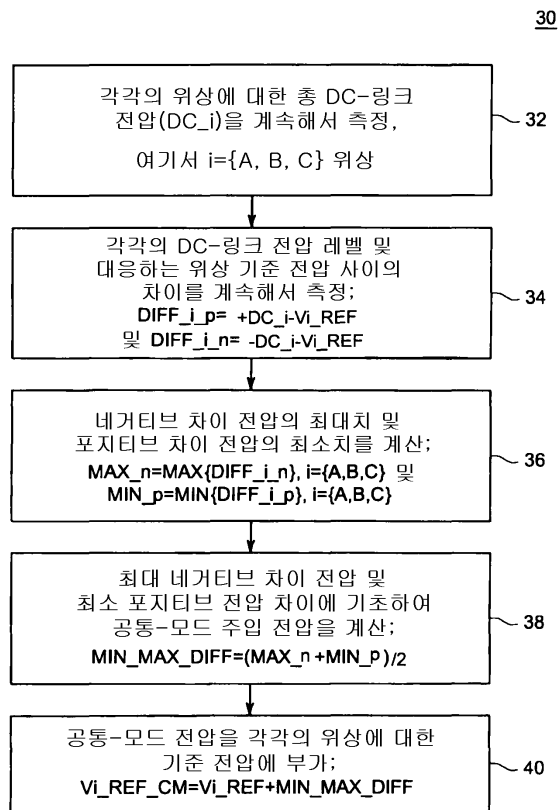 30
각각의 위상에 대한 총 DC-링크
전압(DC_i)을 계속해서 측정,
여기서 i={A, B, C} 위상
32
각각의 DC-링크 전압 레벨 및
대응하는 위상 기준 전압 사이의
차이를 계속해서 측정;
DIFF_i_p= +DC_i-Vi_REF
및 DIFF_i_n= -DC_i-Vi_REF
34
네거티브 차이 전압의 최대치 및
포지티브 차이 전압의 최소치를 계산;
MAX_n=MAX{DIFF_i_n}, i={A,B,C} 및
MIN_p=MIN{DIFF_i_p}, i={A,B,C}
36
최대 네거티브 차이 전압 및
최소 포지티브 전압 차이에 기초하여
공통-모드 주입 전압을 계산;
MIN_MAX_DIFF=(MAX_n+MIN_p)/2
38
공통-모드 전압을 각각의 위상에 대한
기준 전압에 부가;
Vi_REF_CM=Vi_REF+MIN_MAX_DIFF
40